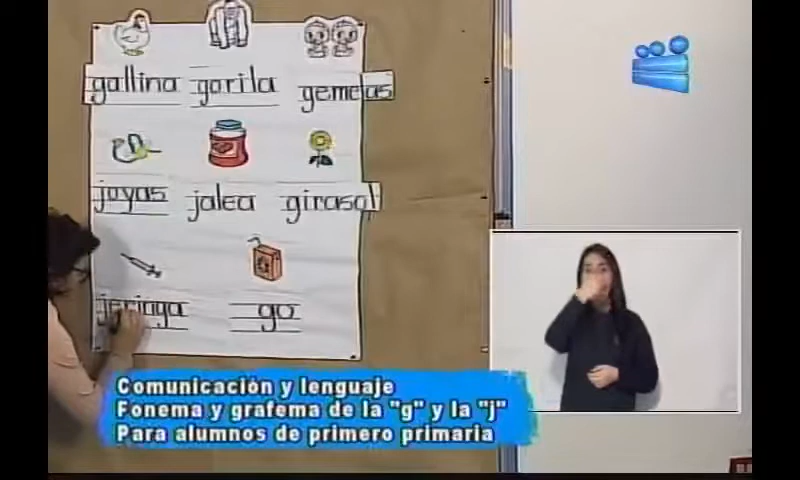 gallina gorila gemelas
joyas jalea girasol
jeringa go
Comunicación y lenguaje
Fonema y grafema de la "g" y la "j"
Para alumnos de primero primaria